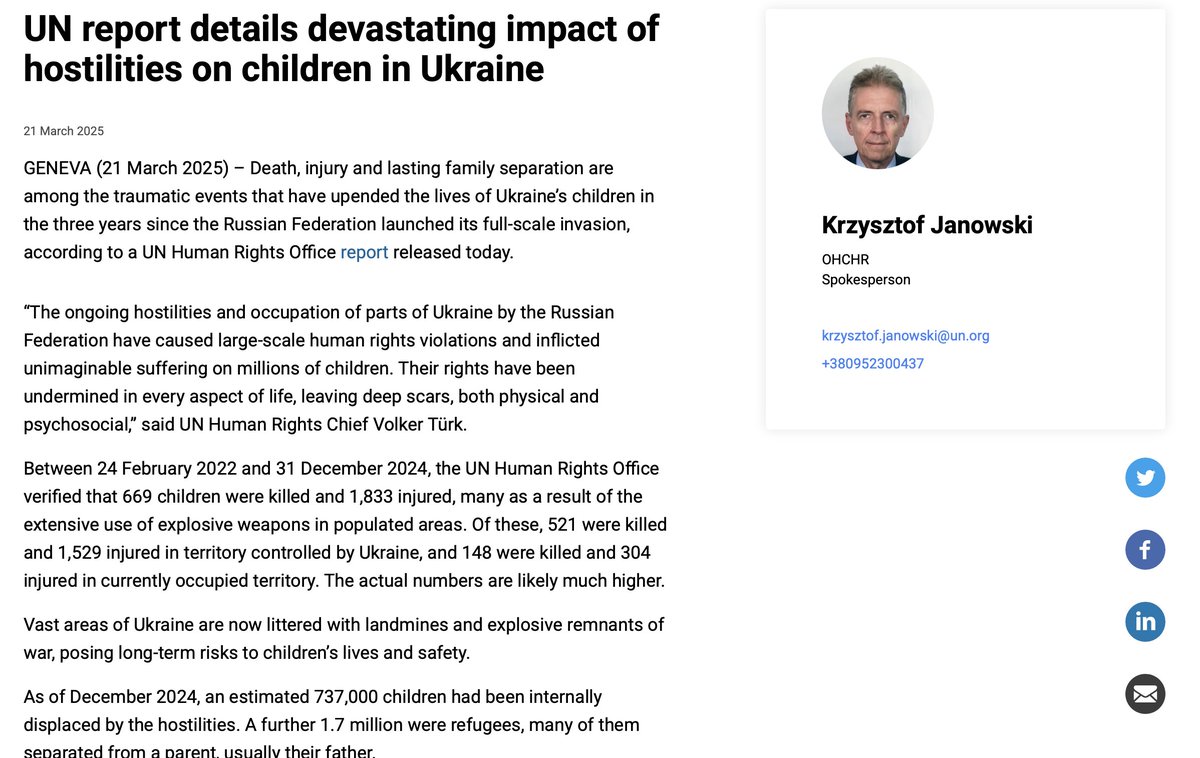 UN report details devastating impact of
hostilities on children in Ukraine
21 March 2025
GENEVA (21 March 2025) – Death, injury and lasting family separation are
among the traumatic events that have upended the lives of Ukraine’s children in
the three years since the Russian Federation launched its full-scale invasion,
according to a UN Human Rights Office report released today.
“The ongoing hostilities and occupation of parts of Ukraine by the Russian
Federation have caused large-scale human rights violations and inflicted
unimaginable suffering on millions of children. Their rights have been
undermined in every aspect of life, leaving deep scars, both physical and
psychosocial,” said UN Human Rights Chief Volker Türk.
Between 24 February 2022 and 31 December 2024, the UN Human Rights Office
verified that 669 children were killed and 1,833 injured, many as a result of the
extensive use of explosive weapons in populated areas. Of these, 521 were killed
and 1,529 injured in territory controlled by Ukraine, and 148 were killed and 304
injured in currently occupied territory. The actual numbers are likely much higher.
Vast areas of Ukraine are now littered with landmines and explosive remnants of
war, posing long-term risks to children’s lives and safety.
As of December 2024, an estimated 737,000 children had been internally
displaced by the hostilities. A further 1.7 million were refugees, many of them
separated from a parent, usually their father.
Krzysztof Janowski
OHCHR
Spokesperson
krzysztof.janowski@un.org
+380952300437
f
in